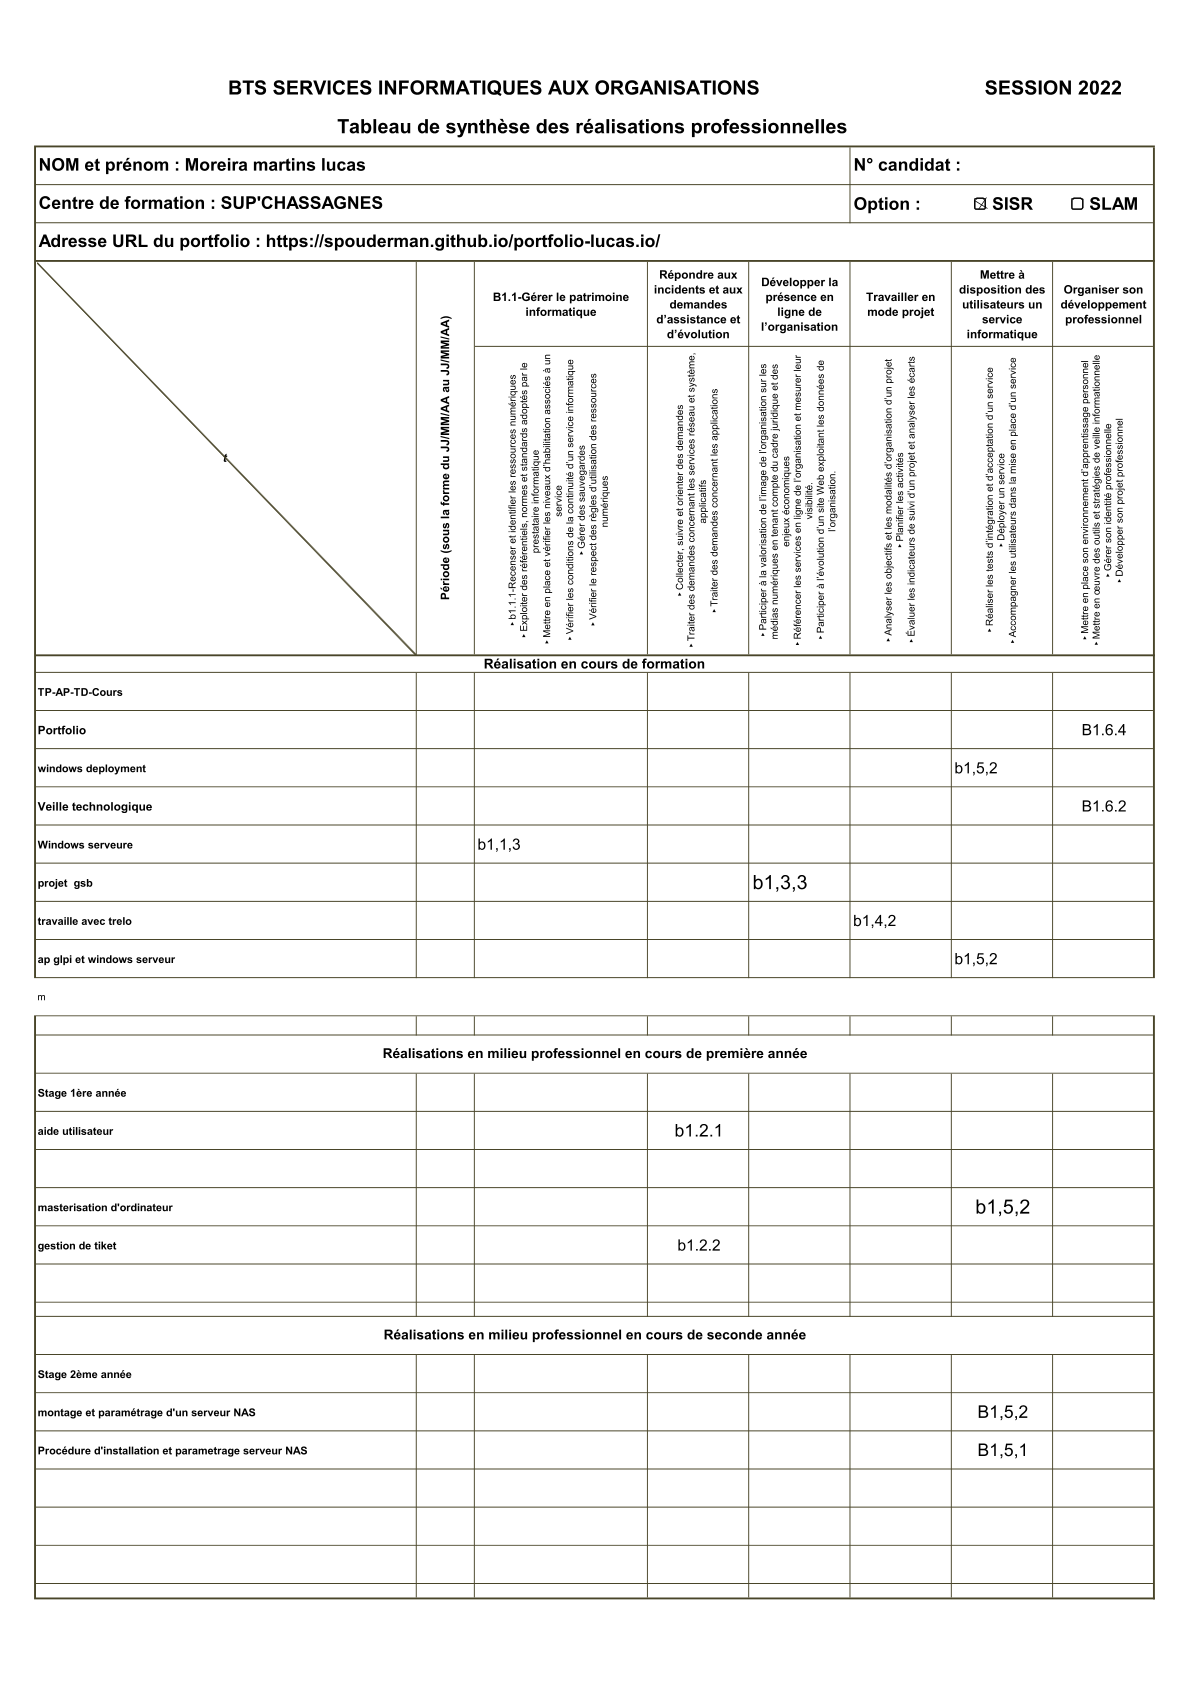 BTS SERVICES INFORMATIQUES AUX ORGANISATIONS SESSION 2022
Tableau de synthèse des réalisations professionnelles
NOM et prénom : Moreira martins lucas N° candidat :
Centre de formation : SUP'CHASSAGNES Option : SISR SLAM
Adresse URL du portfolio : https://spouderman.github.io/portfolio-lucas.io/
t
Période (sous la forme du JJ/MM/AA au JJ/MM/AA)
B1.1-Gérer le patrimoine
informatique
Répondre aux
incidents et aux
demandes
d'assistance et
d'évolution
Développer la
présence en
ligne de
l'organisation
Travailler en
mode projet
Mettre à
disposition des
utilisateurs un
service
informatique
Organiser son
développement
professionnel
‣ b1.1.1-Recenser et identifier les ressources numériques
‣ Exploiter des référentiels, normes et standards adoptés par le
prestataire informatique
‣ Mettre en place et vérifier les niveaux d'habilitation associés à un
service
‣ Vérifier les conditions de la continuité d'un service informatique
‣ Gérer des sauvegardes
‣ Vérifier le respect des règles d'utilisation des ressources
numériques
‣ Collecter, suivre et orienter des demandes
‣ Traiter des demandes concernant les services réseau et système,
applicatifs
‣ Traiter des demandes concernant les applications
‣ Participer à la valorisation de l'image de l'organisation sur les
médias numériques en tenant compte du cadre juridique et des
enjeux économiques
‣ Référencer les services en ligne de l'organisation et mesurer leur
visibilité.
‣ Participer à l'évolution d'un site Web exploitant les données de
l'organisation.
‣ Analyser les objectifs et les modalités d'organisation d'un projet
‣ Planifier les activités
‣ Évaluer les indicateurs de suivi d'un projet et analyser les écarts
‣ Réaliser les tests d'intégration et d'acceptation d'un service
‣ Déployer un service
‣ Accompagner les utilisateurs dans la mise en place d'un service
‣ Mettre en place son environnement d'apprentissage personnel
‣ Mettre en œuvre des outils et stratégies de veille informationnelle
‣ Gérer son identité professionnelle
‣ Développer son projet professionnel
Réalisation en cours de formation
TP-AP-TD-Cours
Portfolio B1.6.4
windows deployment b1,5,2
Veille technologique B1.6.2
Windows serveure b1,1,3
projet gsb b1,3,3
travaille avec trelo b1,4,2
ap glpi et windows serveur b1,5,2
m
Réalisations en milieu professionnel en cours de première année
Stage 1ère année
aide utilisateur b1.2.1
masterisation d'ordinateur b1,5,2
gestion de tiket b1.2.2
Réalisations en milieu professionnel en cours de seconde année
Stage 2ème année
montage et paramétrage d'un serveur NAS B1,5,2
Procédure d'installation et parametrage serveur NAS B1,5,1